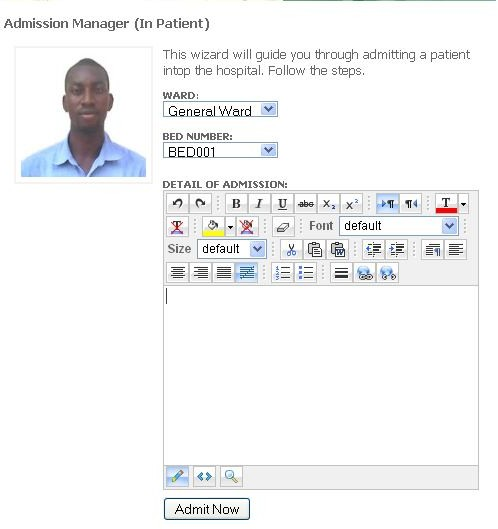 Admission Manager (In Patient)
This wizard will guide you through admitting a patient
intop the hospital. Follow the steps.
WARD:
General Ward
BED NUMBER:
BED001
DETAIL OF ADMISSION:
B I U abc X₂ X² ¶ ¶ T
T Font default
Size default
Admit Now